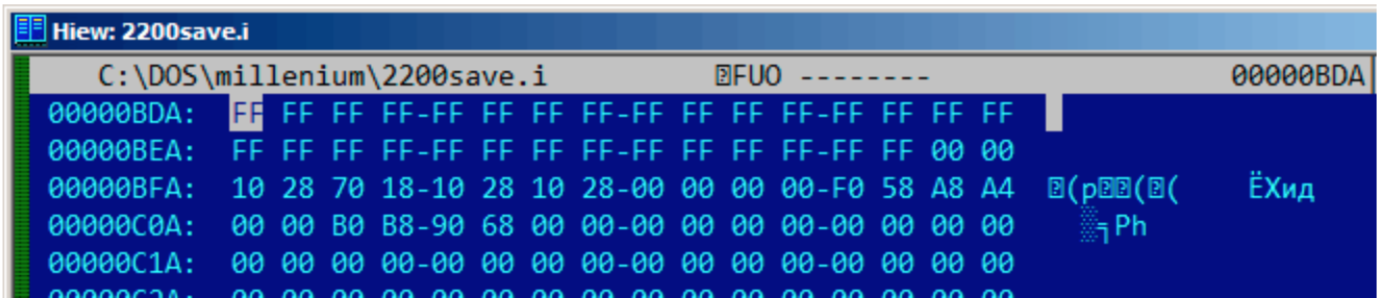 Hiew: 2200save.i
C:\DOS\millenium\2200save.i FUO -------- 00000BDA
00000BDA: FF FF FF FF-FF FF FF FF-FF FF FF FF-FF FF FF FF
00000BEA: FF FF FF FF-FF FF FF FF-FF FF FF FF-FF FF 00 00
00000BFA: 10 28 70 18-10 28 10 28-00 00 00 00-F0 58 A8 A4 (p(( ЁXид
00000C0A: 00 00 B0 B8-90 68 00 00-00 00 00 00-00 00 00 00 ░╕Рh
00000C1A: 00 00 00 00-00 00 00 00-00 00 00 00-00 00 00 00